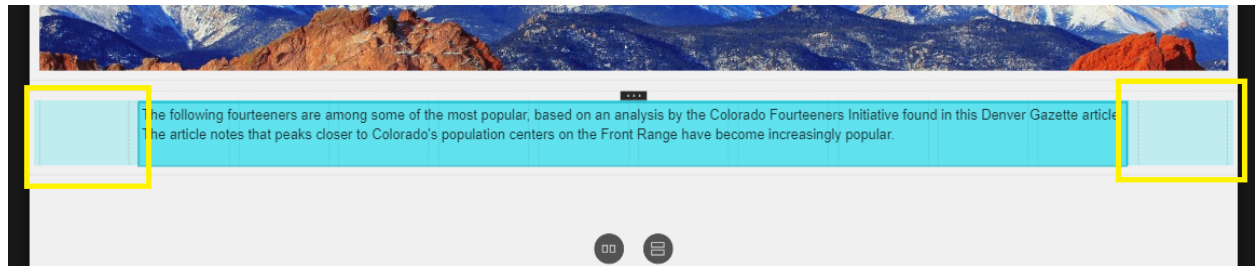 The following fourteeners are among some of the most popular, based on an analysis by the Colorado Fourteeners Initiative found in this Denver Gazette article.
The article notes that peaks closer to Colorado's population centers on the Front Range have become increasingly popular.